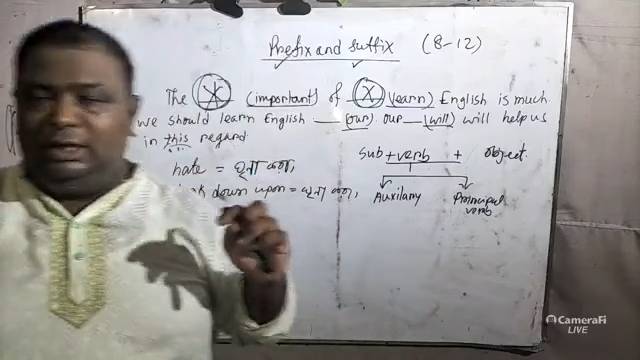 Prefix and suffix (8-12)
The (important) of (learn) English is much.
we should learn English ___ (our). our ___ (will) will help us
in this regard
hate = ঘৃণা করা,
down upon = ঘৃণা করা,
Sub + verb + object.
Auxilary Principal
verb
CameraFi
LIVE